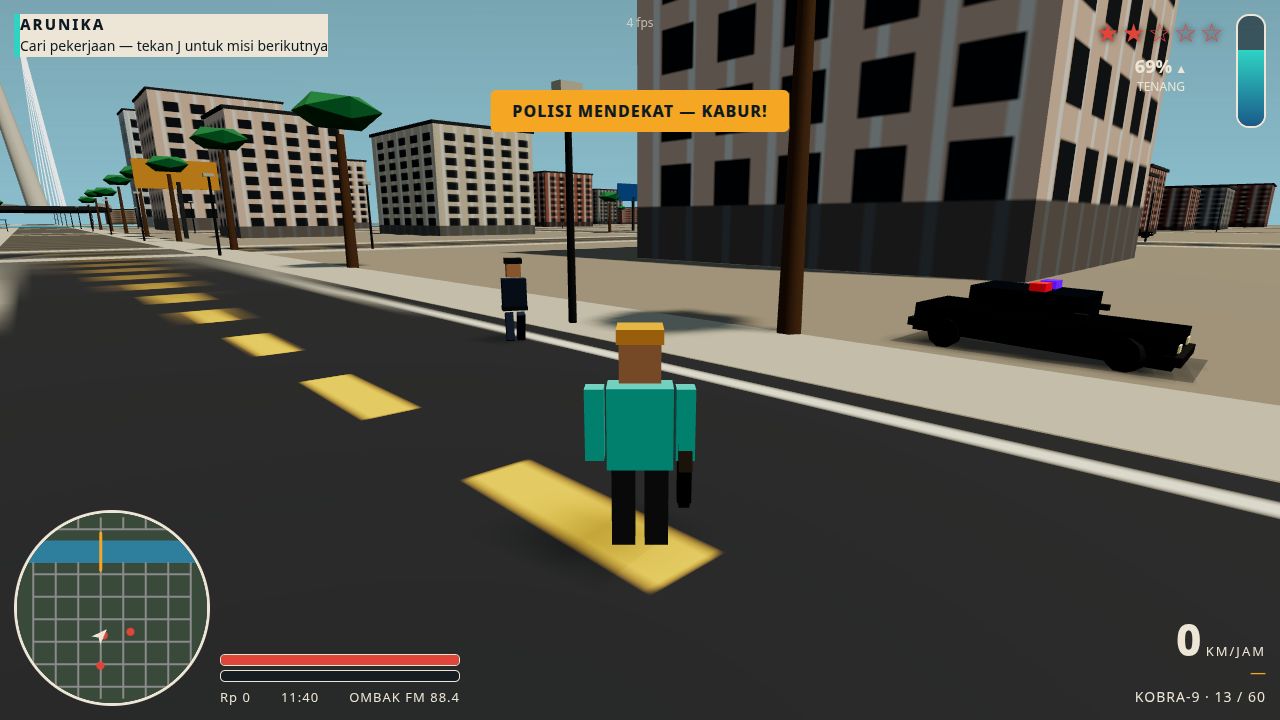 ARUNIKA
Cari pekerjaan — tekan J untuk misi berikutnya
4 fps
★★☆☆☆
69% ▲
TENANG
POLISI MENDEKAT — KABUR!
Rp 0 11:40 OMBAK FM 88.4
0 KM/JAM
—
KOBRA-9 · 13 / 60